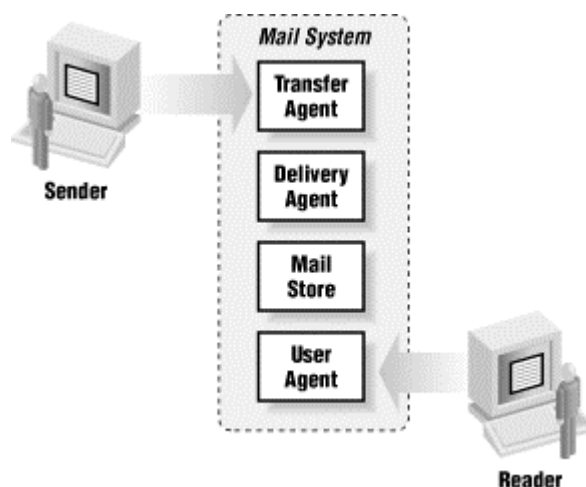 Mail System
Transfer
Agent
Sender
Delivery
Agent
Mail
Store
User
Agent
Reader